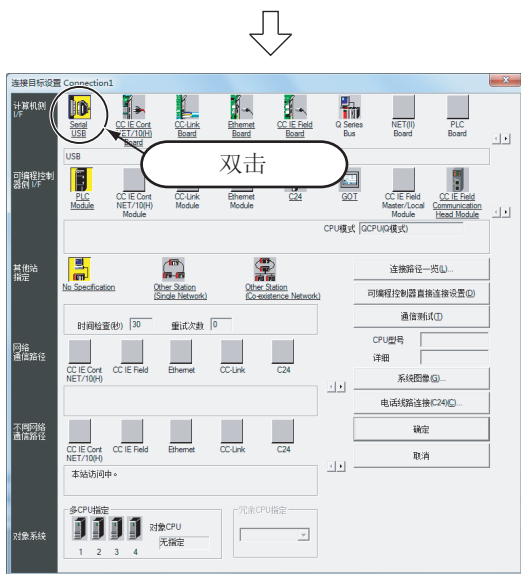 连接目标设置 Connection1
计算机侧
I/F
Serial
USB
CC IE Cont
NET/10(H)
Board
CC-Link
Board
Ethernet
Board
CC IE Field
Board
Q Series
Bus
NET(II)
Board
PLC
Board
USB
双击
可编程控制
器侧 I/F
PLC
Module
CC IE Cont
NET/10(H)
Module
CC-Link
Module
Ethernet
Module
C24
GOT
CC IE Field
Master/Local
Module
CC IE Field
Communication
Head Module
CPU模式 QCPU(Q模式)
其他站
指定
No Specification
Other Station
(Single Network)
Other Station
(Co-existence Network)
连接路径一览(L)...
可编程控制器直接连接设置(D)
通信测试(T)
时间检查(秒) 30 重试次数 0
CPU型号
详细
网络
通信路径
CC IE Cont
NET/10(H)
CC IE Field
Ethernet
CC-Link
C24
系统图像(G)...
电话线路连接(C24)(C)...
不同网络
通信路径
CC IE Cont
NET/10(H)
CC IE Field
Ethernet
CC-Link
C24
确定
取消
本站访问中。
对象系统
多CPU指定
1 2 3 4
对象CPU
无指定
冗余CPU指定